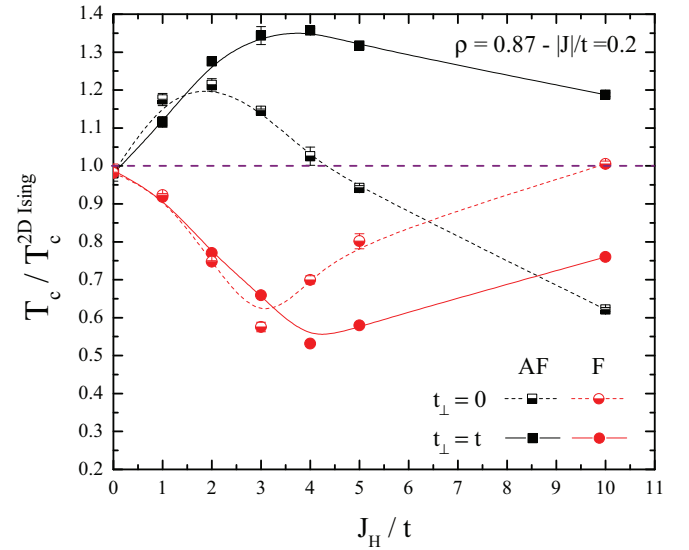 ρ = 0.87 - |J|/t =0.2
T_c / T_c^{2D Ising}
1.4
1.3
1.2
1.1
1.0
0.9
0.8
0.7
0.6
0.5
0.4
0.3
0.2
AF F
t_⊥ = 0
t_⊥ = t
0 1 2 3 4 5 6 7 8 9 10 11
J_H / t